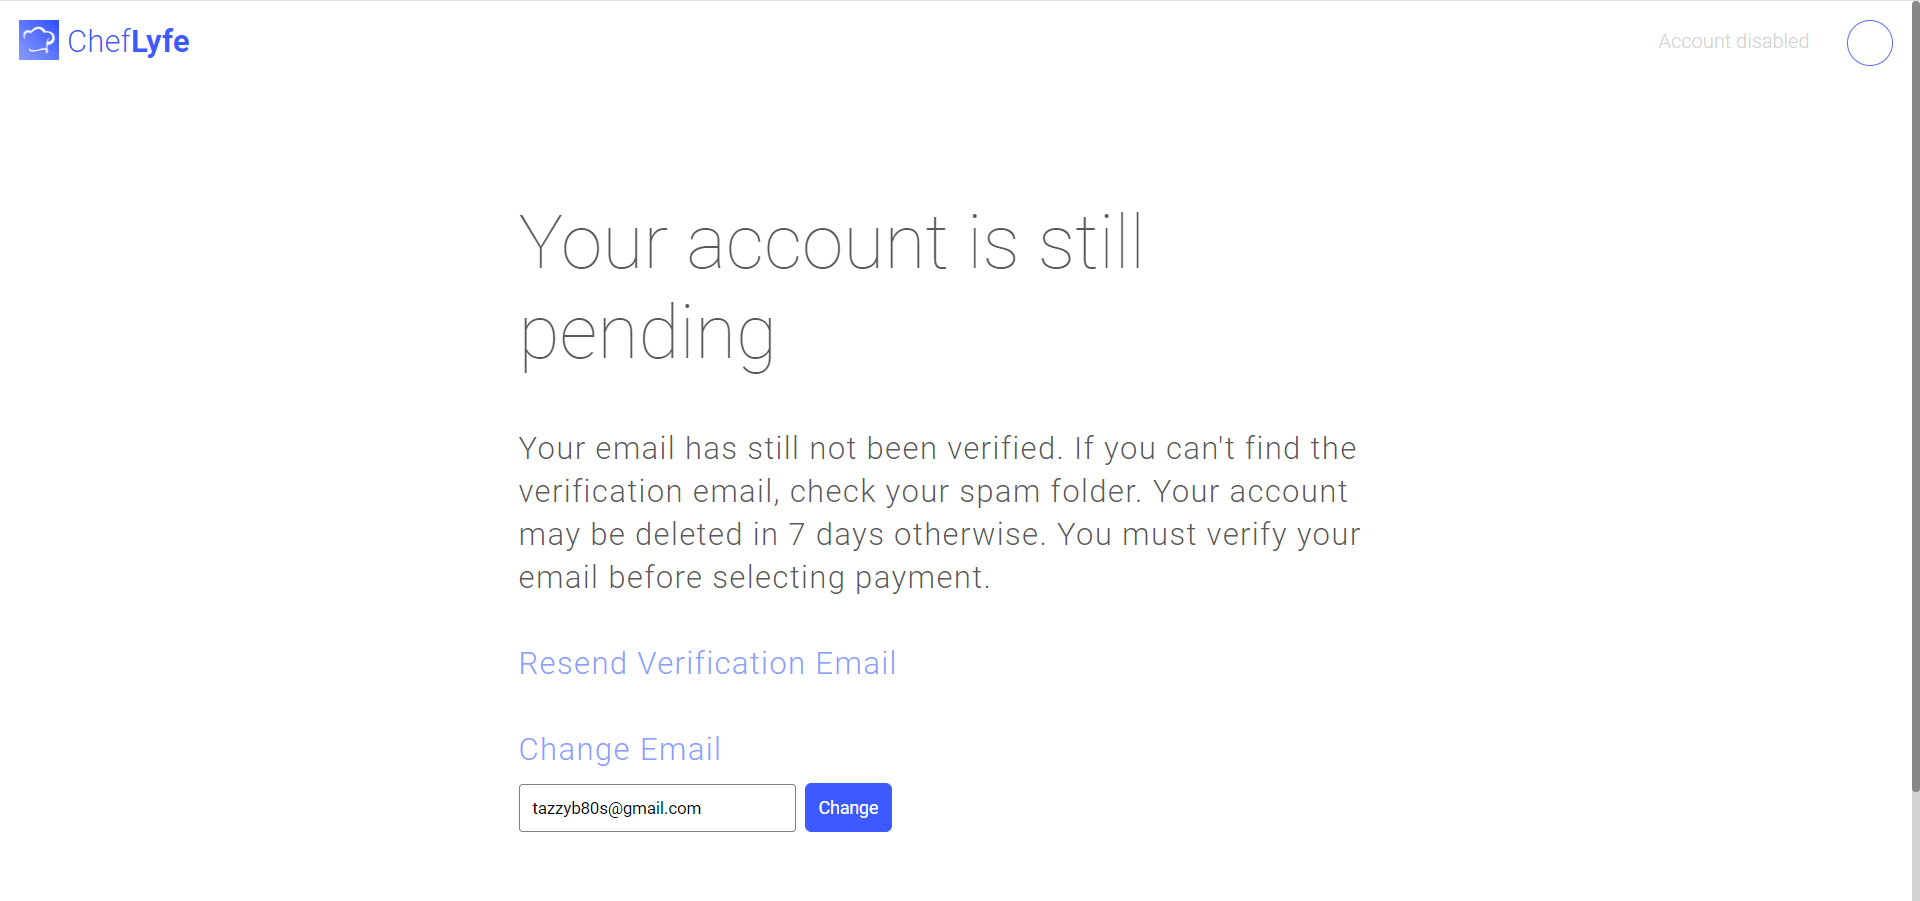 ChefLyfe
Account disabled
Your account is still
pending
Your email has still not been verified. If you can't find the
verification email, check your spam folder. Your account
may be deleted in 7 days otherwise. You must verify your
email before selecting payment.
Resend Verification Email
Change Email
tazzyb80s@gmail.com
Change